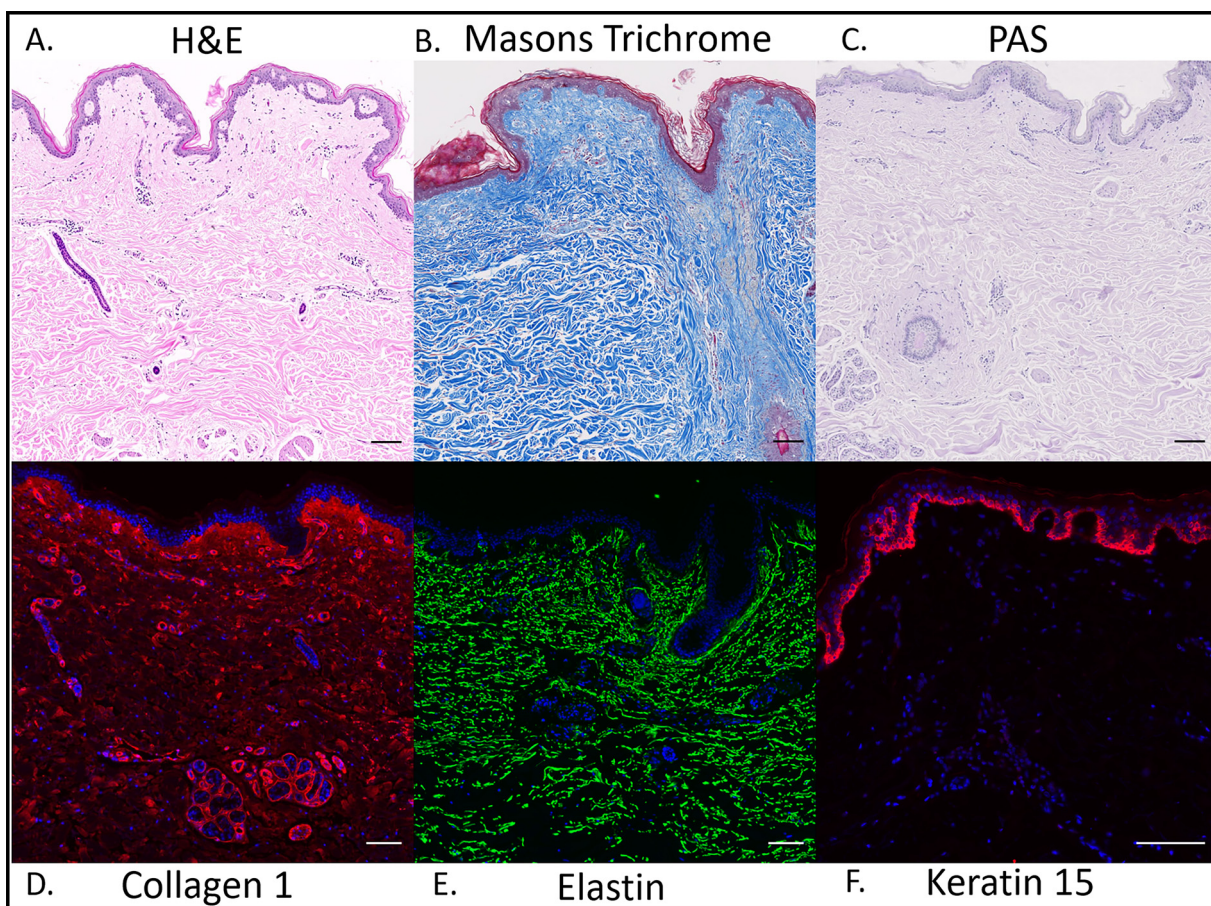 A. H&E
B. Masons Trichrome
C. PAS
D. Collagen 1
E. Elastin
F. Keratin 15